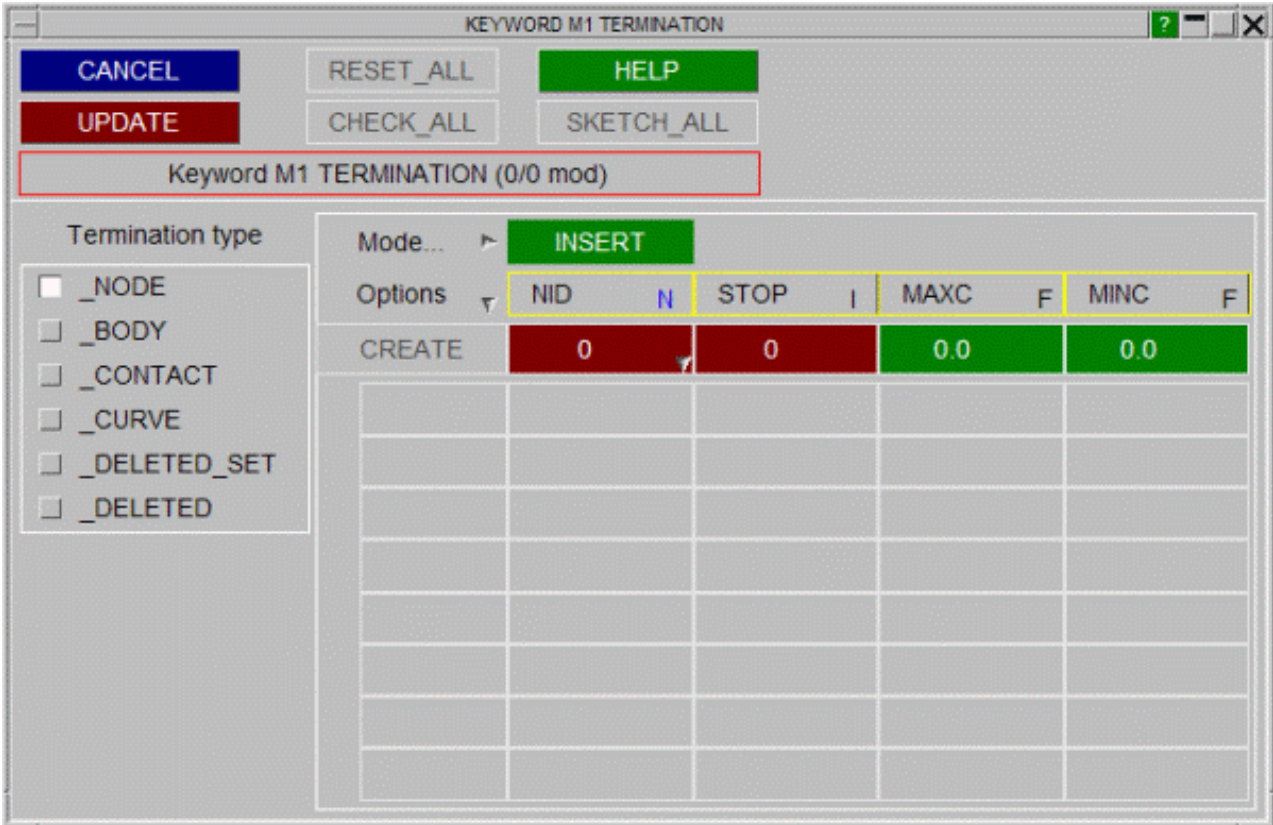 KEYWORD M1 TERMINATION
?
CANCEL RESET_ALL HELP
UPDATE CHECK_ALL SKETCH_ALL
Keyword M1 TERMINATION (0/0 mod)
Termination type
_NODE
_BODY
_CONTACT
_CURVE
_DELETED_SET
_DELETED
Mode... INSERT
Options NID N STOP I MAXC F MINC F
CREATE 0 0 0.0 0.0